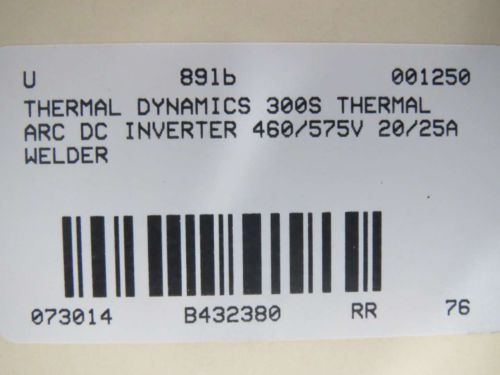 U 891b 001250
THERMAL DYNAMICS 300S THERMAL
ARC DC INVERTER 460/575V 20/25A
WELDER
073014 B432380 RR 76